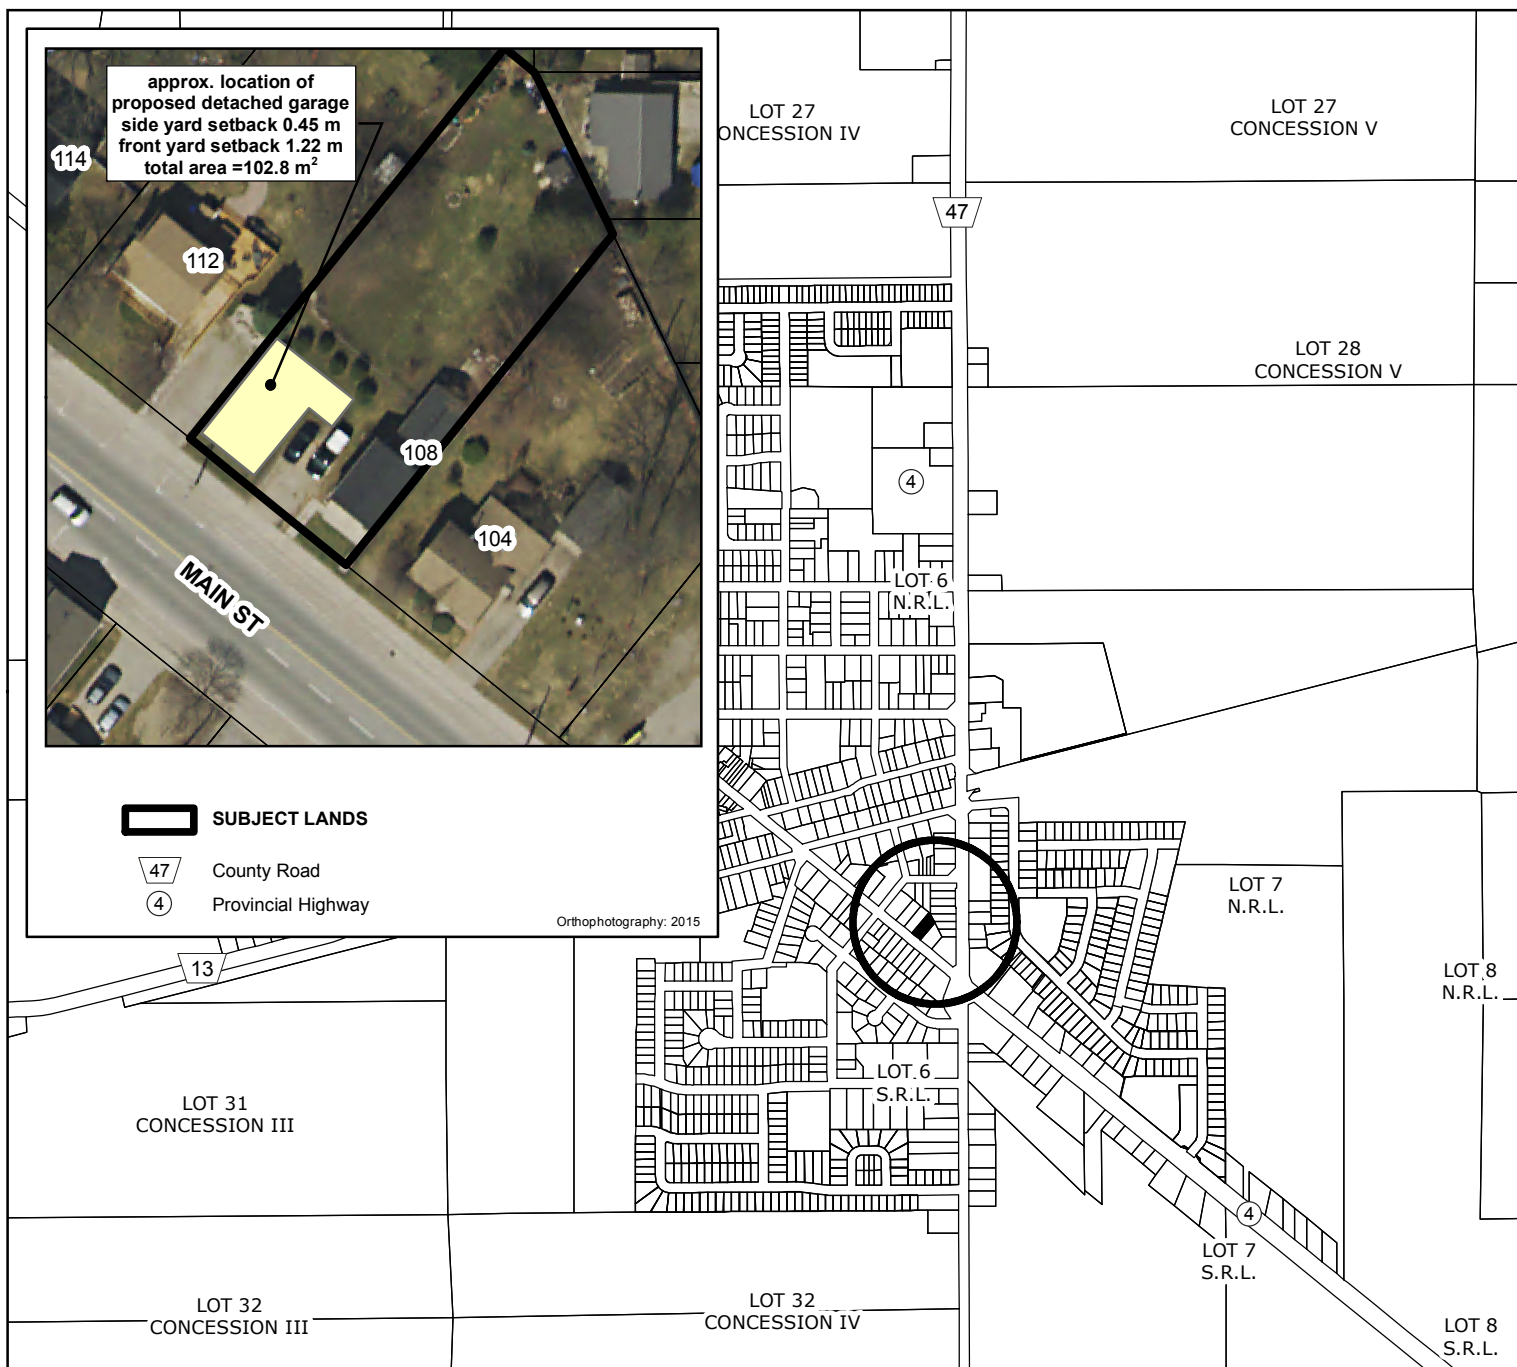 approx. location of
proposed detached garage
side yard setback 0.45 m
front yard setback 1.22 m
total area =102.8 m²
114
112
108
104
MAIN ST
SUBJECT LANDS
47 County Road
4 Provincial Highway
Orthophotography: 2015
LOT 27
ONCESSION IV
LOT 27
CONCESSION V
47
LOT 28
CONCESSION V
4
LOT 6
N.R.L.
LOT 7
N.R.L.
13
LOT 8
N.R.L.
LOT 6
S.R.L.
LOT 31
CONCESSION III
4
LOT 7
S.R.L.
LOT 32
CONCESSION III
LOT 32
CONCESSION IV
LOT 8
S.R.L.